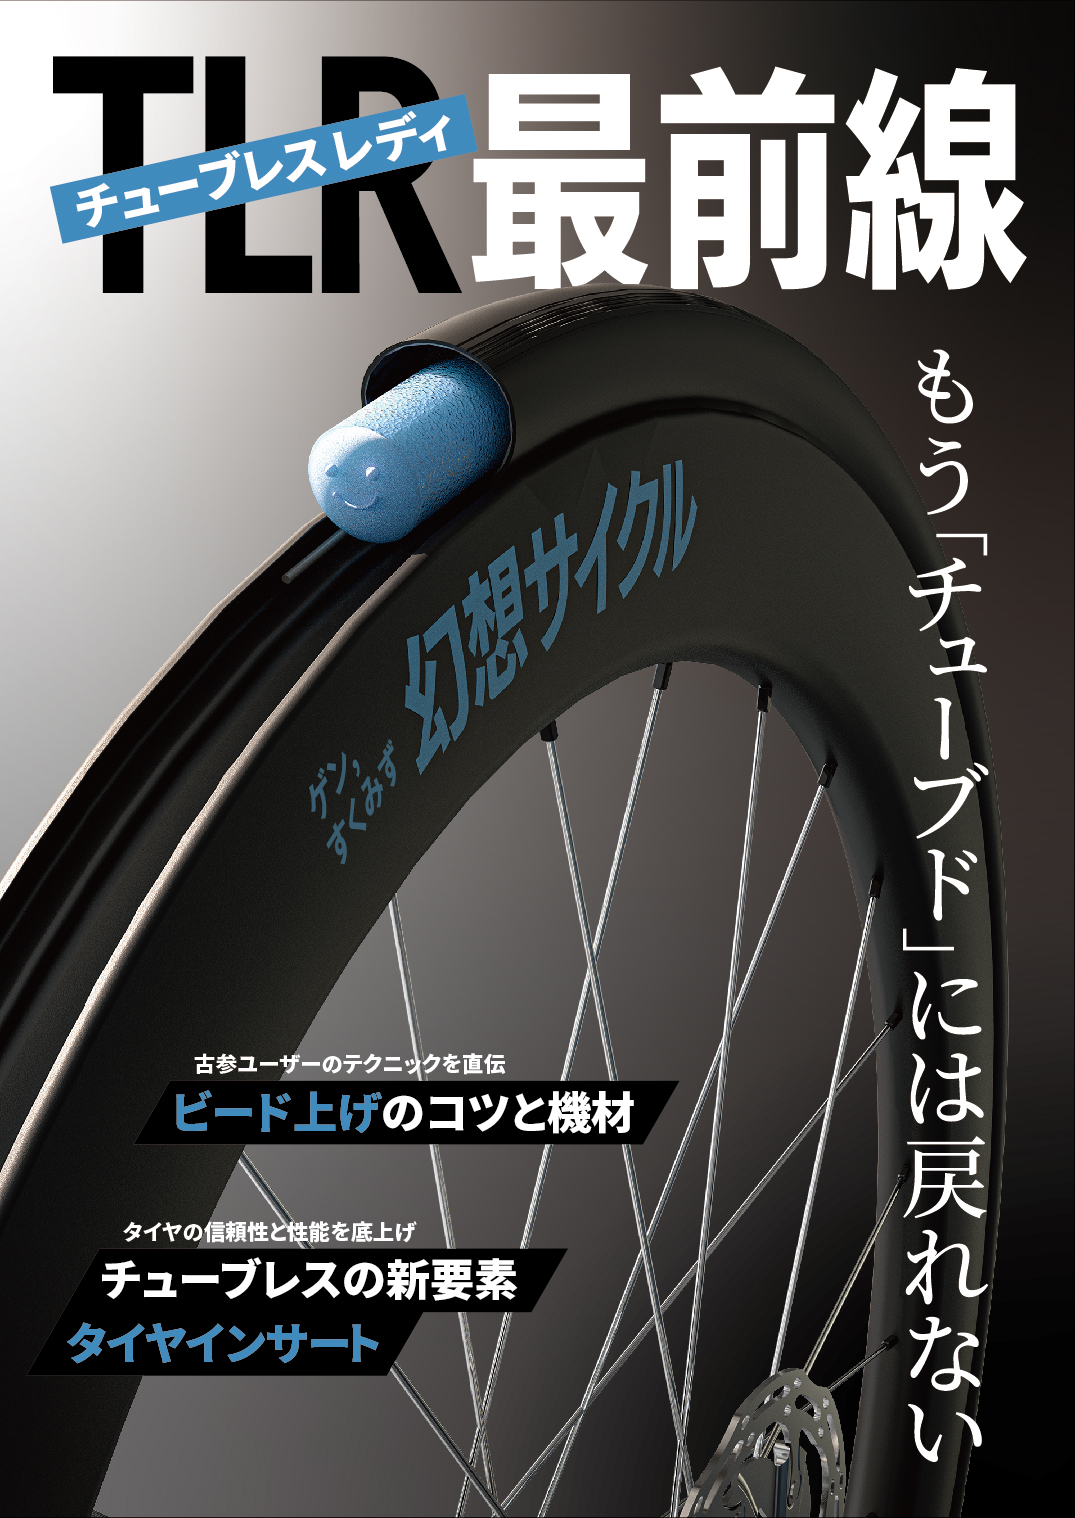 TLR最前線
チューブレスレディ
もう「チューブド」には戻れない
幻想サイクル
ゲン,
すくみず
古参ユーザーのテクニックを直伝
ビード上げのコツと機材
タイヤの信頼性と性能を底上げ
チューブレスの新要素
タイヤインサート